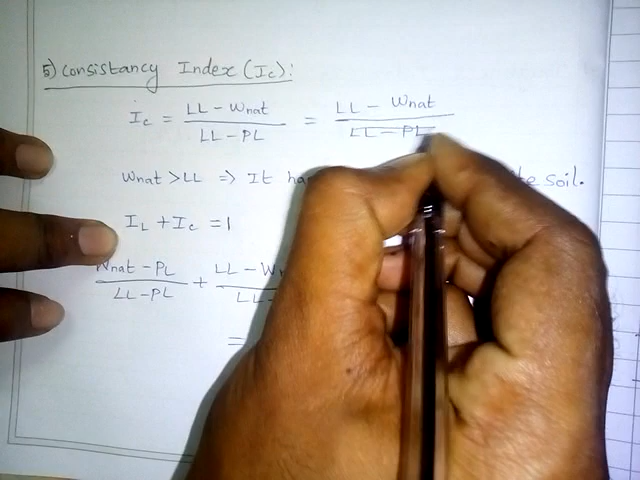 5) Consistancy Index (Ic):
Ic = LL - Wnat / LL - PL = LL - Wnat / LL - PL
Wnat > LL ⇒ It soil.
IL + Ic = 1
Wnat - PL / LL - PL + LL - / LL -
=